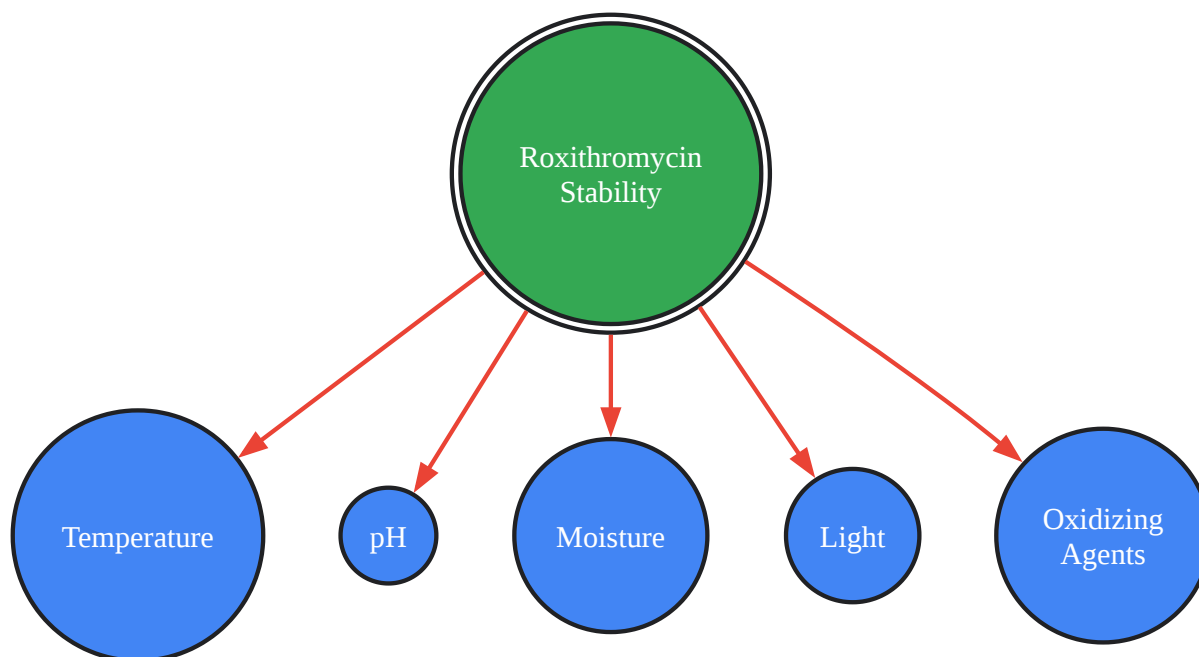 Roxithromycin
Stability
Temperature
pH
Moisture
Light
Oxidizing
Agents